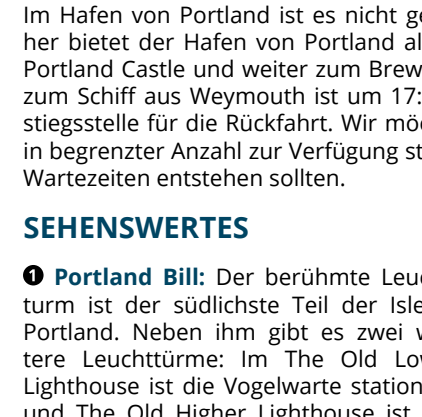 Im Hafen von Portland ist es nicht ge
her bietet der Hafen von Portland al
Portland Castle und weiter zum Brew
zum Schiff aus Weymouth ist um 17:
stiegsstelle für die Rückfahrt. Wir mö
in begrenzter Anzahl zur Verfügung st
Wartezeiten entstehen sollten.
SEHENSWERTES
❶ Portland Bill: Der berühmte Leuc
turm ist der südlichste Teil der Isle
Portland. Neben ihm gibt es zwei w
tere Leuchttürme: Im The Old Low
Lighthouse ist die Vogelwarte station
und The Old Higher Lighthouse ist